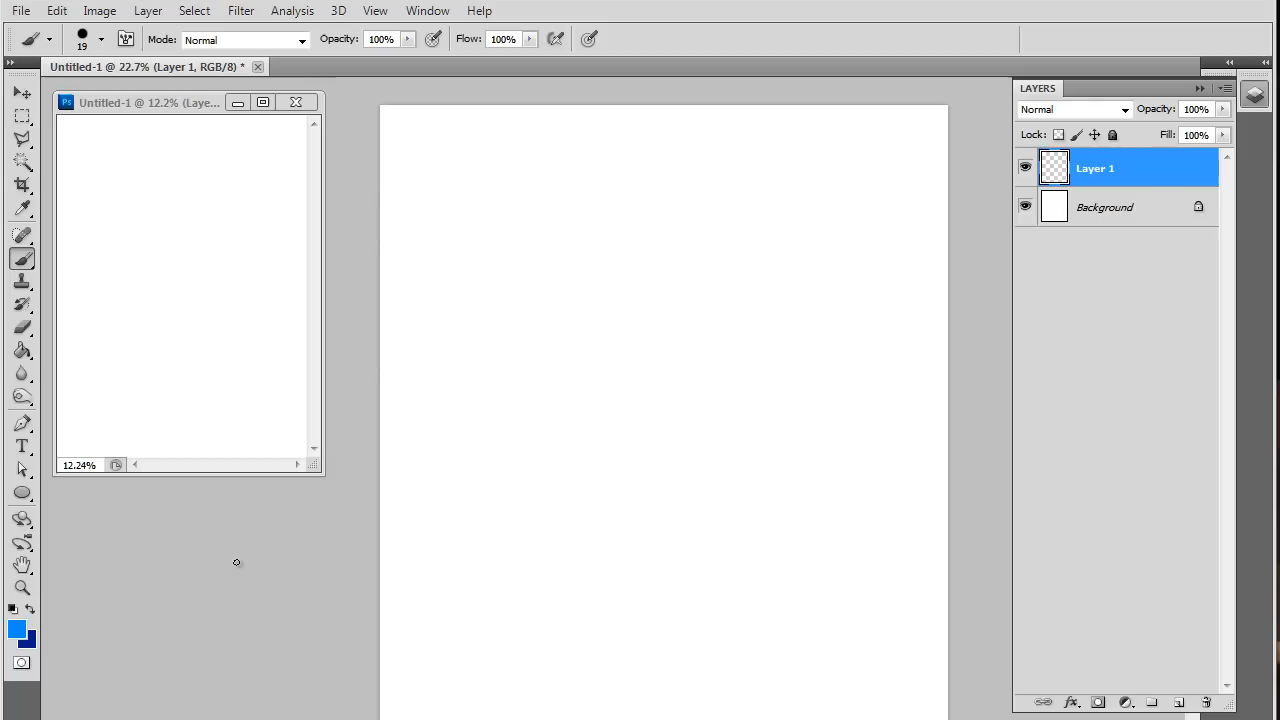 File Edit Image Layer Select Filter Analysis 3D View Window Help
19 Mode: Normal Opacity: 100% Flow: 100%
Untitled-1 @ 22.7% (Layer 1, RGB/8) *
LAYERS
Ps Untitled-1 @ 12.2% (Laye...
Normal Opacity: 100%
Lock: Fill: 100%
Layer 1
Background
T
12.24%
fx